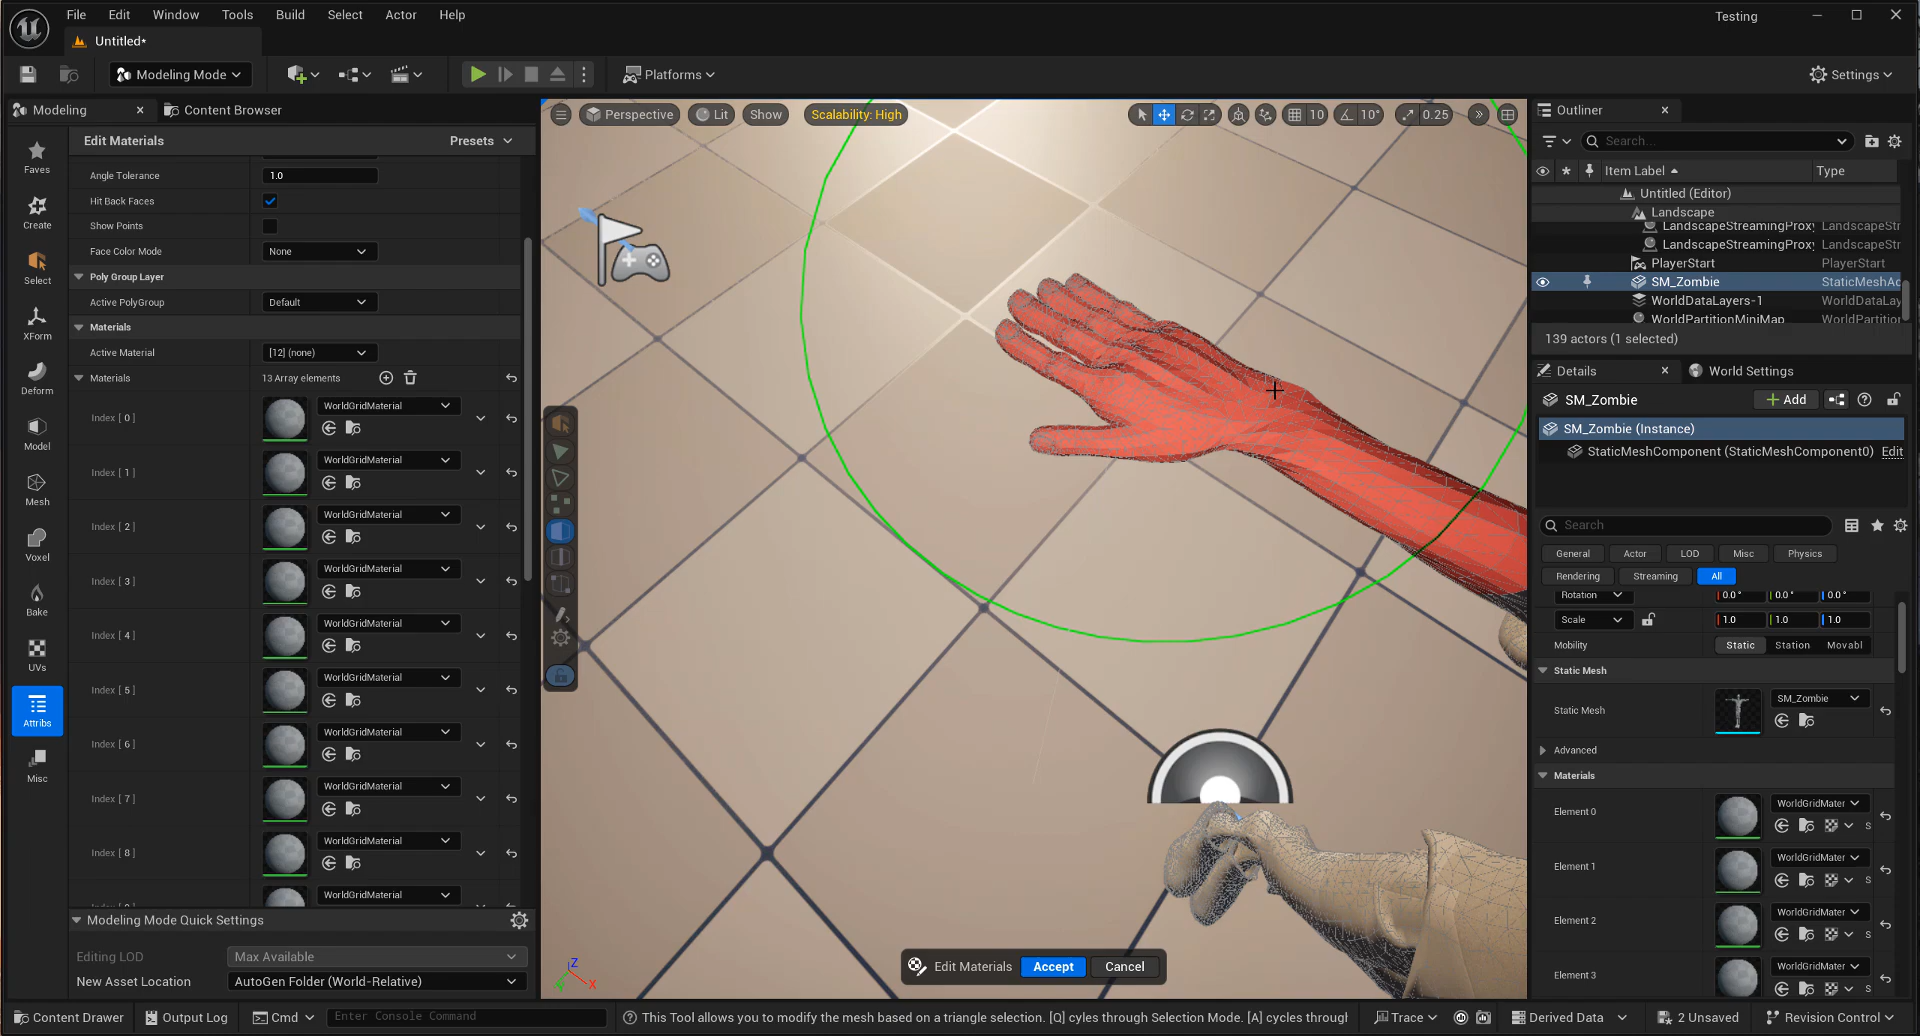 File Edit Window Tools Build Select Actor Help
Testing
Untitled*
Modeling Mode
Platforms
Settings
Modeling
Content Browser
Edit Materials
Presets
Faves
Create
Select
XForm
Deform
Model
Mesh
Voxel
Bake
UVs
Attribs
Misc
Angle Tolerance 1.0
Hit Back Faces
Show Points
Face Color Mode None
Poly Group Layer
Active PolyGroup Default
Materials
Active Material [12] (none)
Materials 13 Array elements
Index [ 0 ] WorldGridMaterial
Index [ 1 ] WorldGridMaterial
Index [ 2 ] WorldGridMaterial
Index [ 3 ] WorldGridMaterial
Index [ 4 ] WorldGridMaterial
Index [ 5 ] WorldGridMaterial
Index [ 6 ] WorldGridMaterial
Index [ 7 ] WorldGridMaterial
Index [ 8 ] WorldGridMaterial
WorldGridMaterial
Modeling Mode Quick Settings
Editing LOD Max Available
New Asset Location AutoGen Folder (World-Relative)
Perspective Lit Show Scalability: High 10 10° 0.25
Z
X
Edit Materials Accept Cancel
Outliner
Search...
Item Label Type
Untitled (Editor)
Landscape
LandscapeStreamingProxy LandscapeStr
LandscapeStreamingProxy LandscapeStr
PlayerStart PlayerStart
SM_Zombie StaticMeshAc
WorldDataLayers-1 WorldDataLay
WorldPartitionMiniMap WorldPartition
139 actors (1 selected)
Details
World Settings
SM_Zombie
Add
SM_Zombie (Instance)
StaticMeshComponent (StaticMeshComponent0) Edit
Search
General Actor LOD Misc Physics
Rendering Streaming All
Rotation 0.0° 0.0° 0.0°
Scale 1.0 1.0 1.0
Mobility Static Station Movabl
Static Mesh
Static Mesh SM_Zombie
Advanced
Materials
Element 0 WorldGridMater
S
Element 1 WorldGridMater
S
Element 2 WorldGridMater
S
Element 3 WorldGridMater
S
Content Drawer Output Log Cmd Enter Console Command This Tool allows you to modify the mesh based on a triangle selection. [Q] cyles through Selection Mode. [A] cycles through Trace Derived Data 2 Unsaved Revision Control